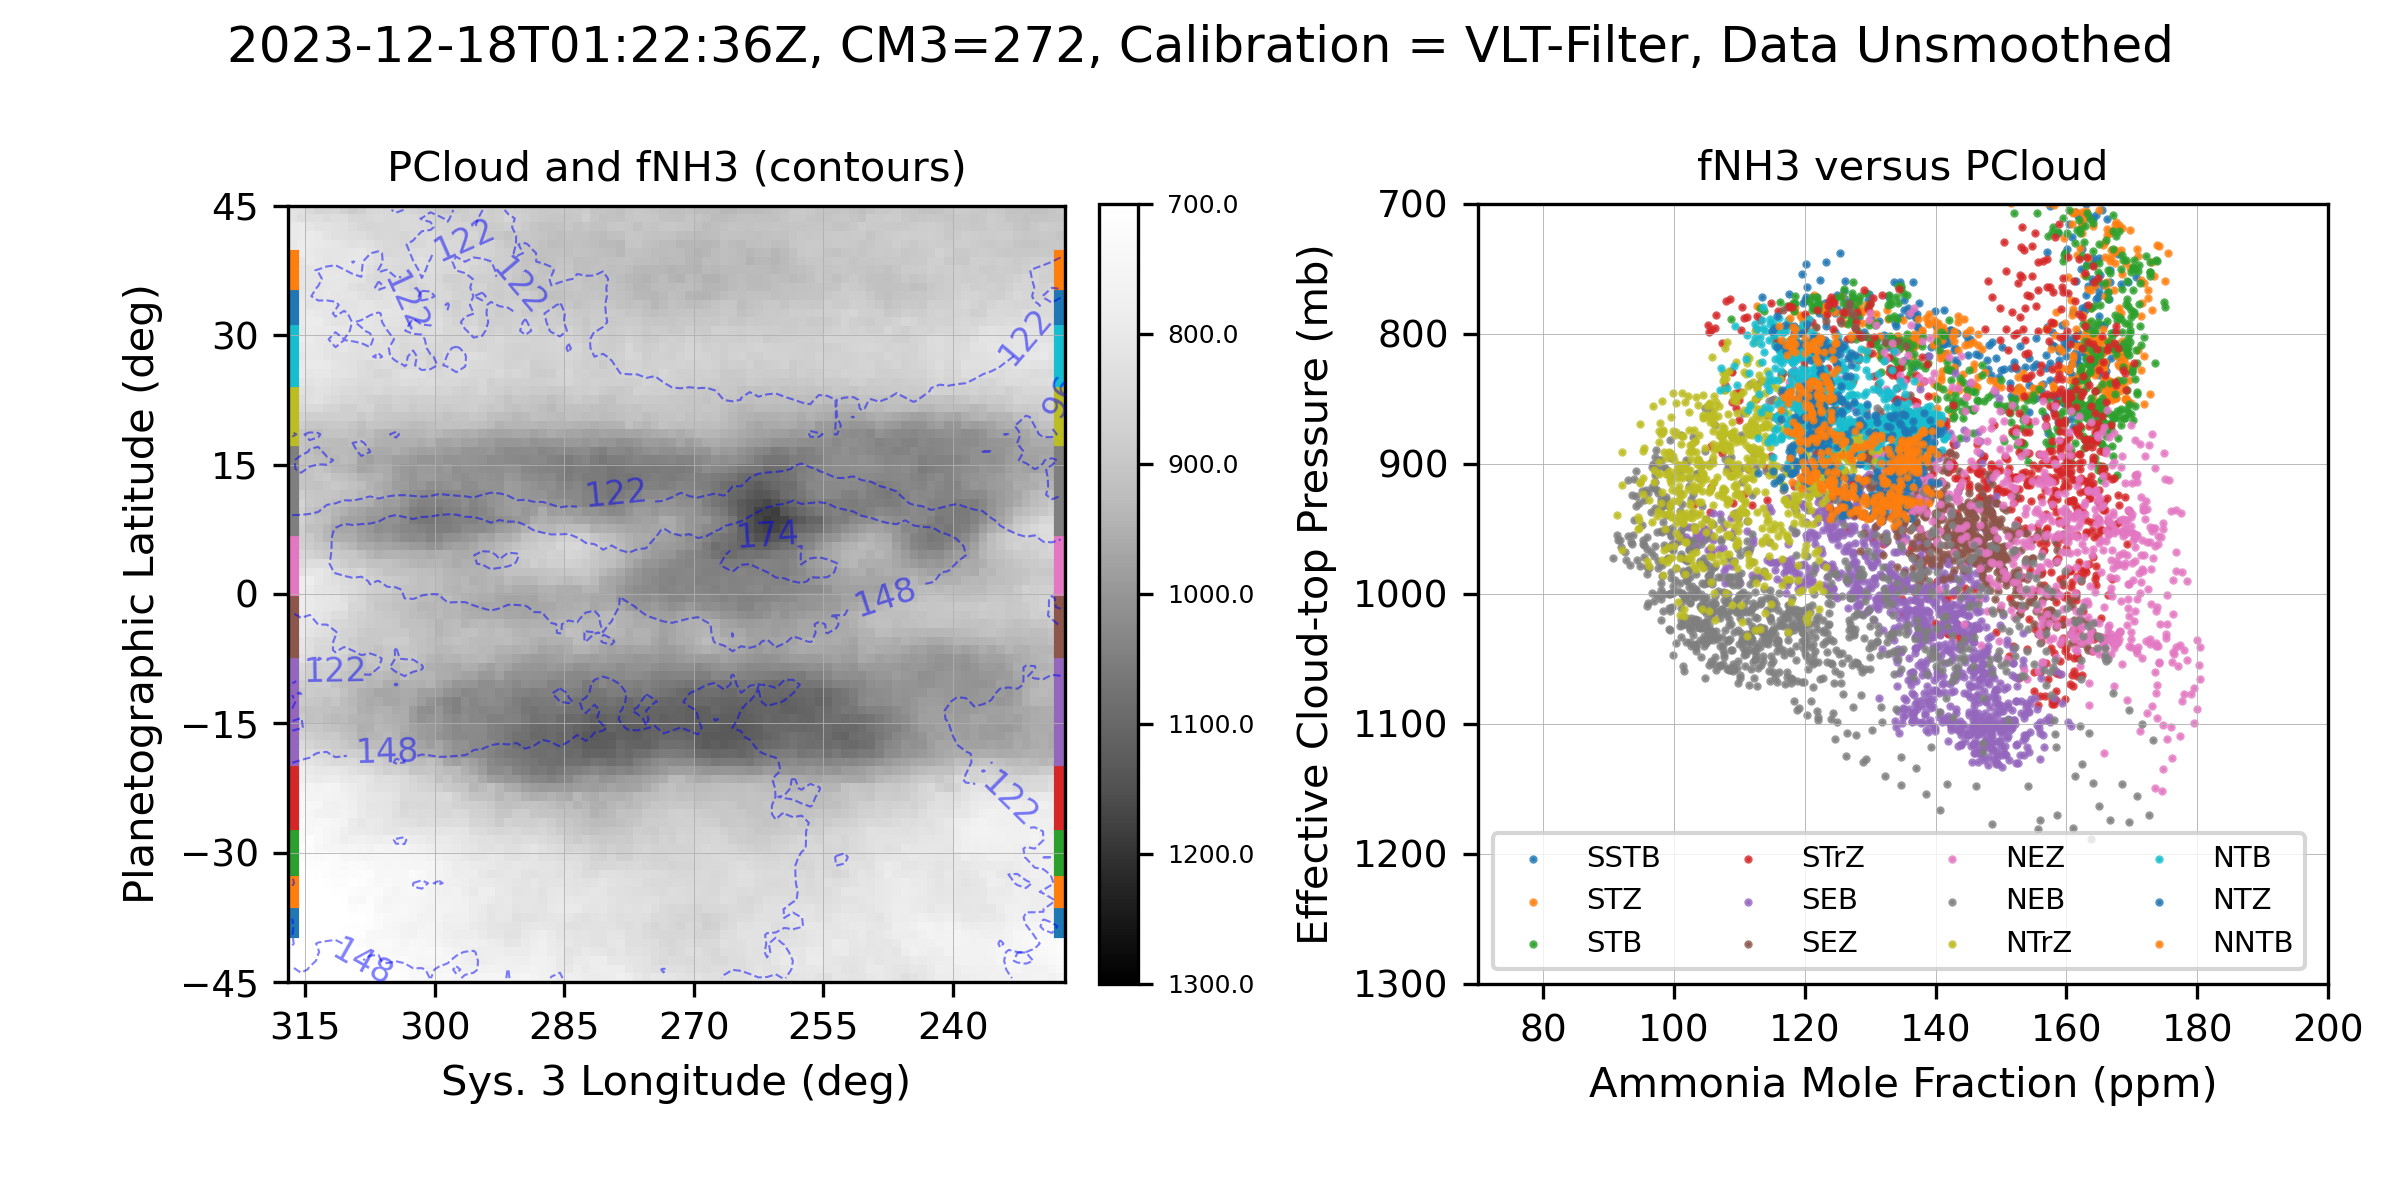 2023-12-18T01:22:36Z, CM3=272, Calibration = VLT-Filter, Data Unsmoothed
PCloud and fNH3 (contours)
Planetographic Latitude (deg)
45
30
15
0
−15
−30
−45
315 300 285 270 255 240
Sys. 3 Longitude (deg)
122
122
122
122
96
122
174
148
122
148
122
148
700.0
800.0
900.0
1000.0
1100.0
1200.0
1300.0
fNH3 versus PCloud
Effective Cloud-top Pressure (mb)
700
800
900
1000
1100
1200
1300
SSTB STrZ NEZ NTB
STZ SEB NEB NTZ
STB SEZ NTrZ NNTB
80 100 120 140 160 180 200
Ammonia Mole Fraction (ppm)